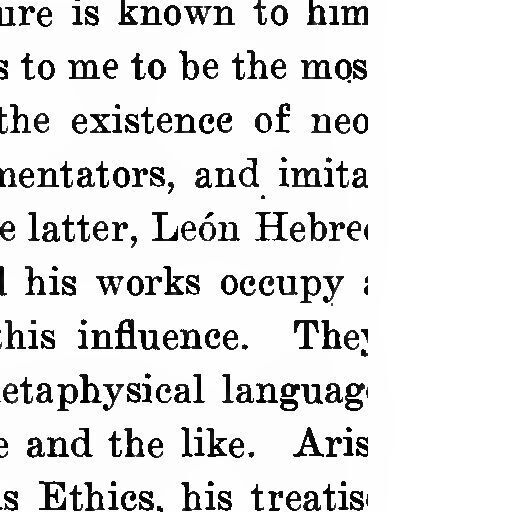 ure is known to him
s to me to be the mos
the existence of neo
mentators, and imita
e latter, León Hebre
l his works occupy
this influence. They
etaphysical languag
e and the like. Aris
s Ethics, his treatis